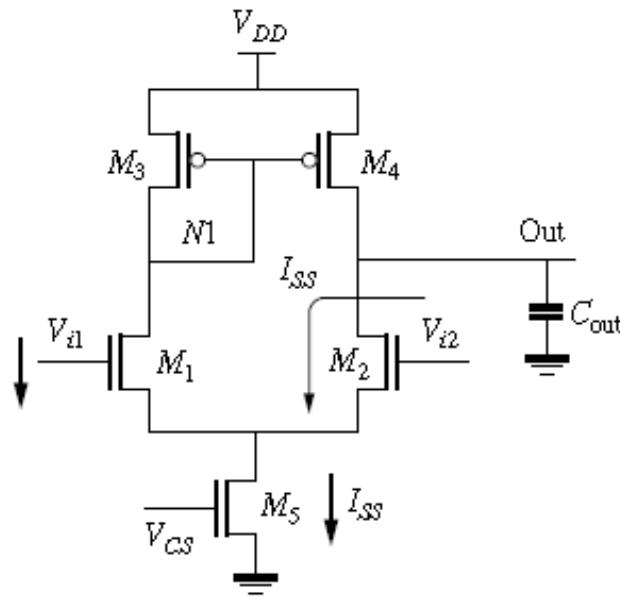 V_DD
M_3
M_4
N1
Out
I_SS
C_out
V_i1
V_i2
M_1
M_2
M_5
I_SS
V_CS